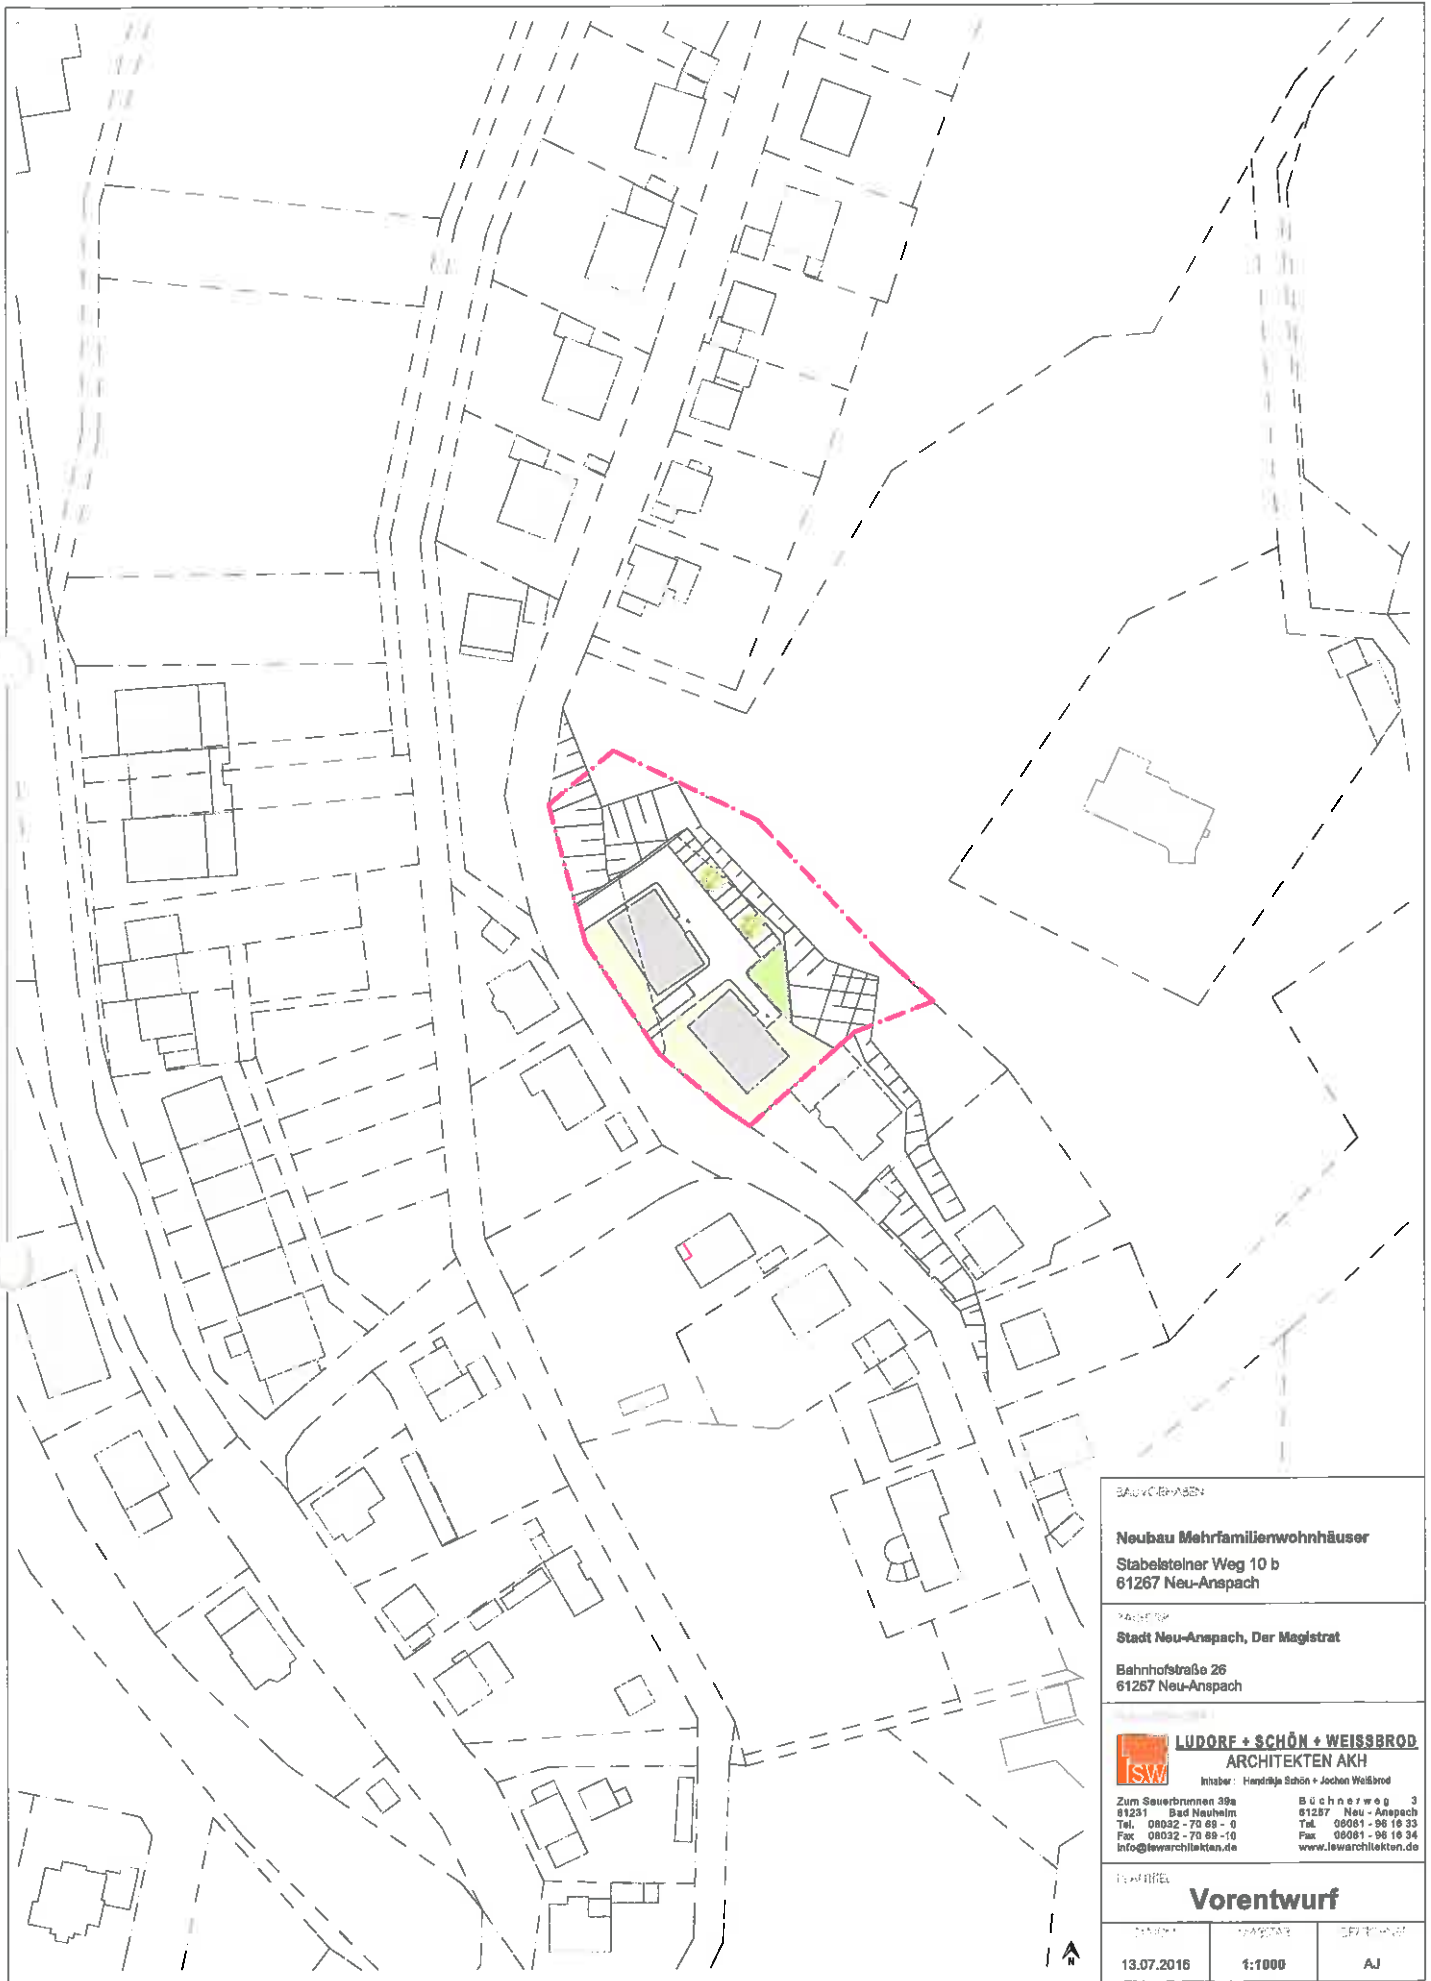 Neubau Mehrfamilienwohnhäuser
Stabelsteiner Weg 10 b
61267 Neu-Anspach
Stadt Neu-Anspach, Der Magistrat
Bahnhofstraße 26
61267 Neu-Anspach
lsw
LUDORF + SCHÖN + WEISSBROD
ARCHITEKTEN AKH
Inhaber: Hendrikje Schön + Jochen Weißbrod
Zum Sauerbrunnen 39a
61231 Bad Nauheim
Tel. 06032 - 70 69 - 0
Fax 06032 - 70 69 - 10
info@lswarchitekten.de
Büchnerweg 3
61267 Neu - Anspach
Tel. 06081 - 96 16 33
Fax 06081 - 96 16 34
www.lswarchitekten.de
Vorentwurf
13.07.2016
1:1000
AJ
N